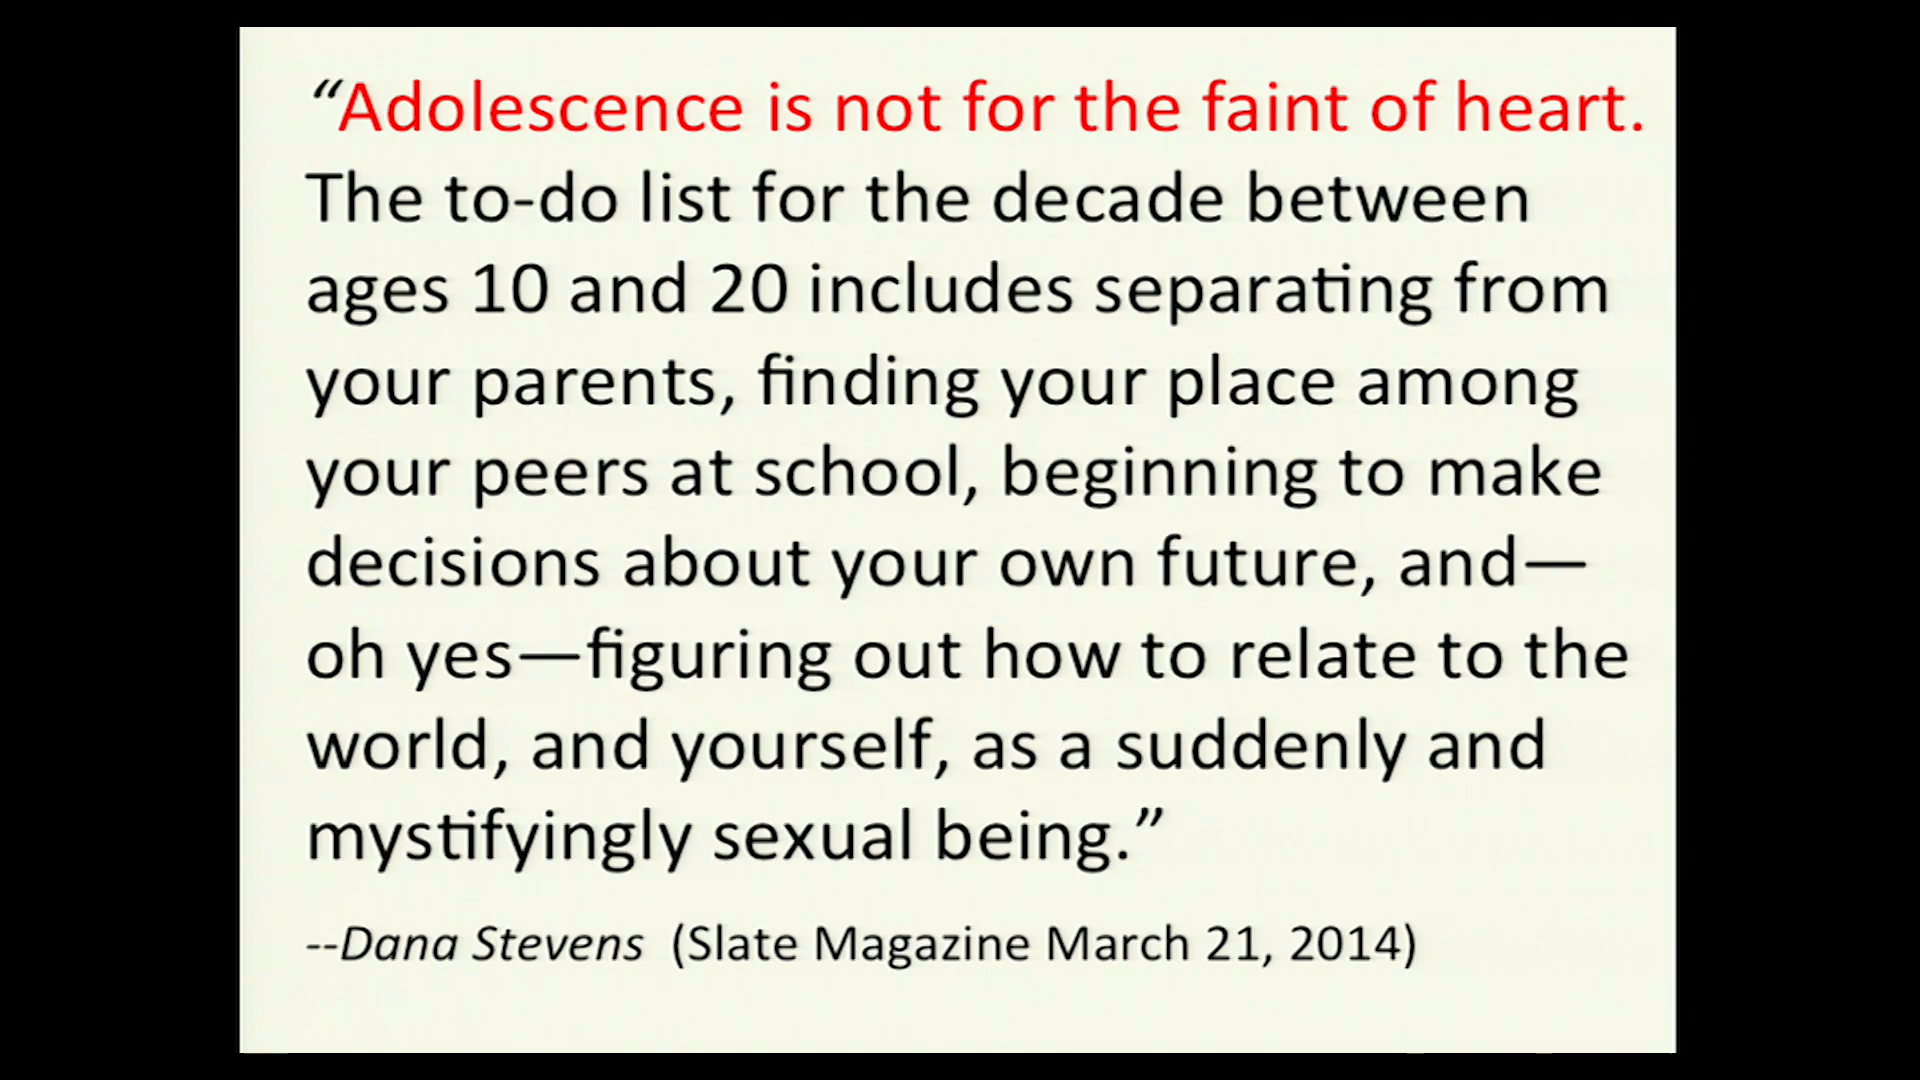 “Adolescence is not for the faint of heart.
The to-do list for the decade between
ages 10 and 20 includes separating from
your parents, finding your place among
your peers at school, beginning to make
decisions about your own future, and—
oh yes—figuring out how to relate to the
world, and yourself, as a suddenly and
mystifyingly sexual being.”
--Dana Stevens (Slate Magazine March 21, 2014)